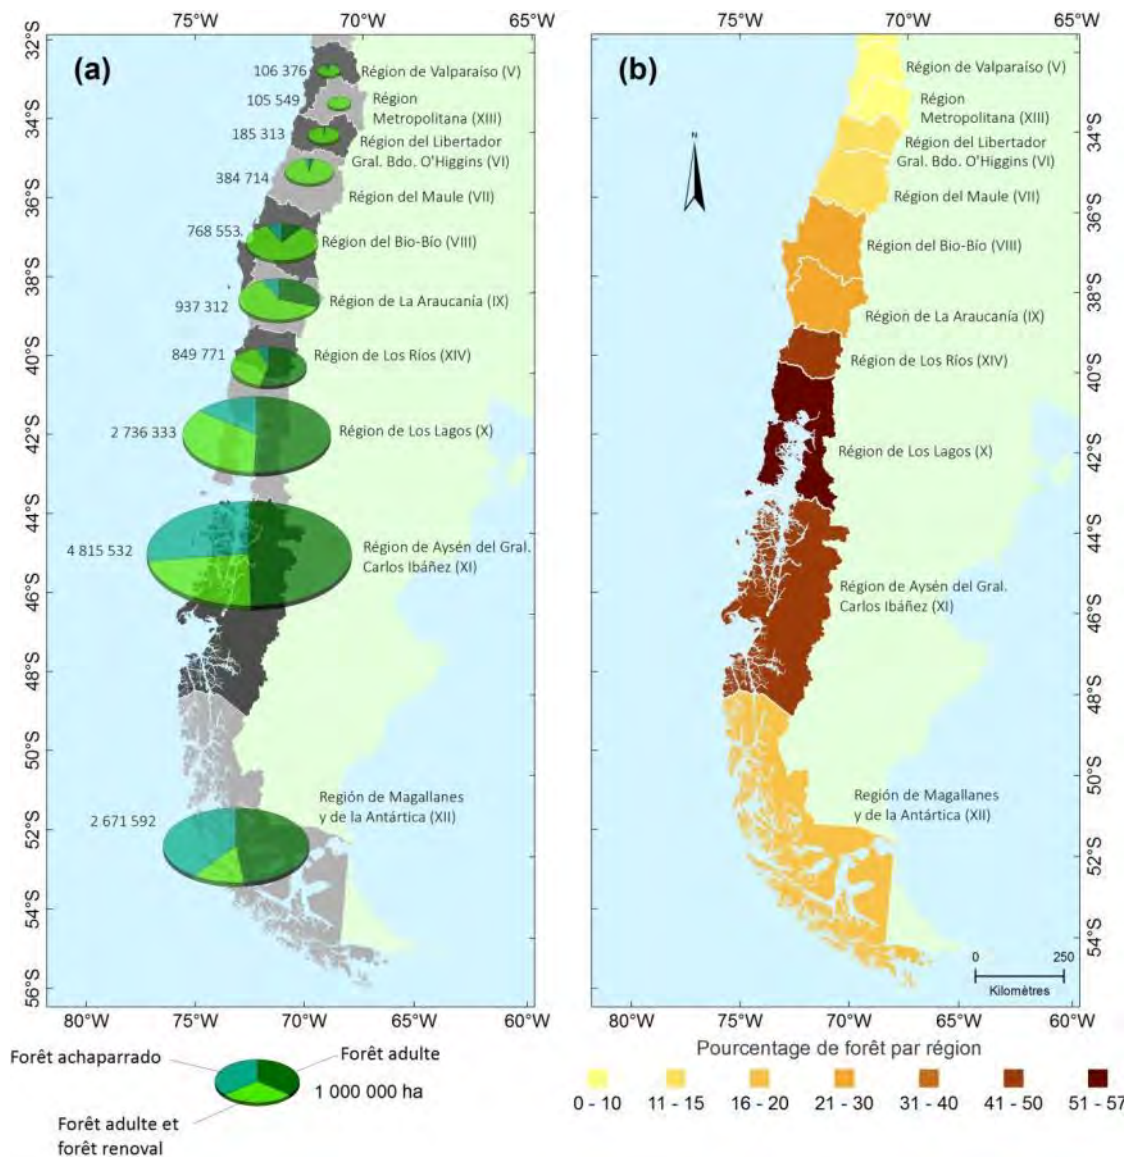 75°W 70°W 65°W
(a)
32°S
34°S
36°S
38°S
40°S
42°S
44°S
46°S
48°S
50°S
52°S
54°S
56°S
106 376
Région de Valparaíso (V)
105 549
Région
Metropolitana (XIII)
185 313
Région del Libertador
Gral. Bdo. O'Higgins (VI)
384 714
Région del Maule (VII)
768 553
Région del Bio-Bío (VIII)
937 312
Région de La Araucanía (IX)
849 771
Région de Los Ríos (XIV)
2 736 333
Région de Los Lagos (X)
4 815 532
Région de Aysén del Gral.
Carlos Ibáñez (XI)
2 671 592
Región de Magallanes
y de la Antártica (XII)
80°W 75°W 70°W 65°W 60°W
Forêt achaparrado
Forêt adulte
1 000 000 ha
Forêt adulte et
forêt renoval
75°W 70°W 65°W
(b)
N
Région de Valparaíso (V)
Région
Metropolitana (XIII)
Région del Libertador
Gral. Bdo. O'Higgins (VI)
Région del Maule (VII)
Région del Bio-Bío (VIII)
Région de La Araucanía (IX)
Région de Los Ríos (XIV)
Région de Los Lagos (X)
Région de Aysén del Gral.
Carlos Ibáñez (XI)
Región de Magallanes
y de la Antártica (XII)
34°S
36°S
38°S
40°S
42°S
44°S
46°S
48°S
50°S
52°S
54°S
0 250
Kilomètres
80°W 75°W 70°W 65°W 60°W
Pourcentage de forêt par région
0 - 10 11 - 15 16 - 20 21 - 30 31 - 40 41 - 50 51 - 57